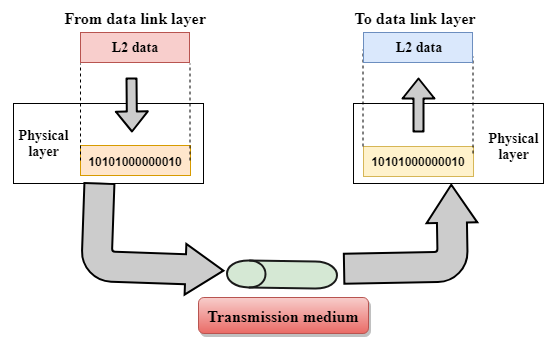 From data link layer
To data link layer
L2 data
L2 data
Physical
layer
Physical
layer
10101000000010
10101000000010
Transmission medium